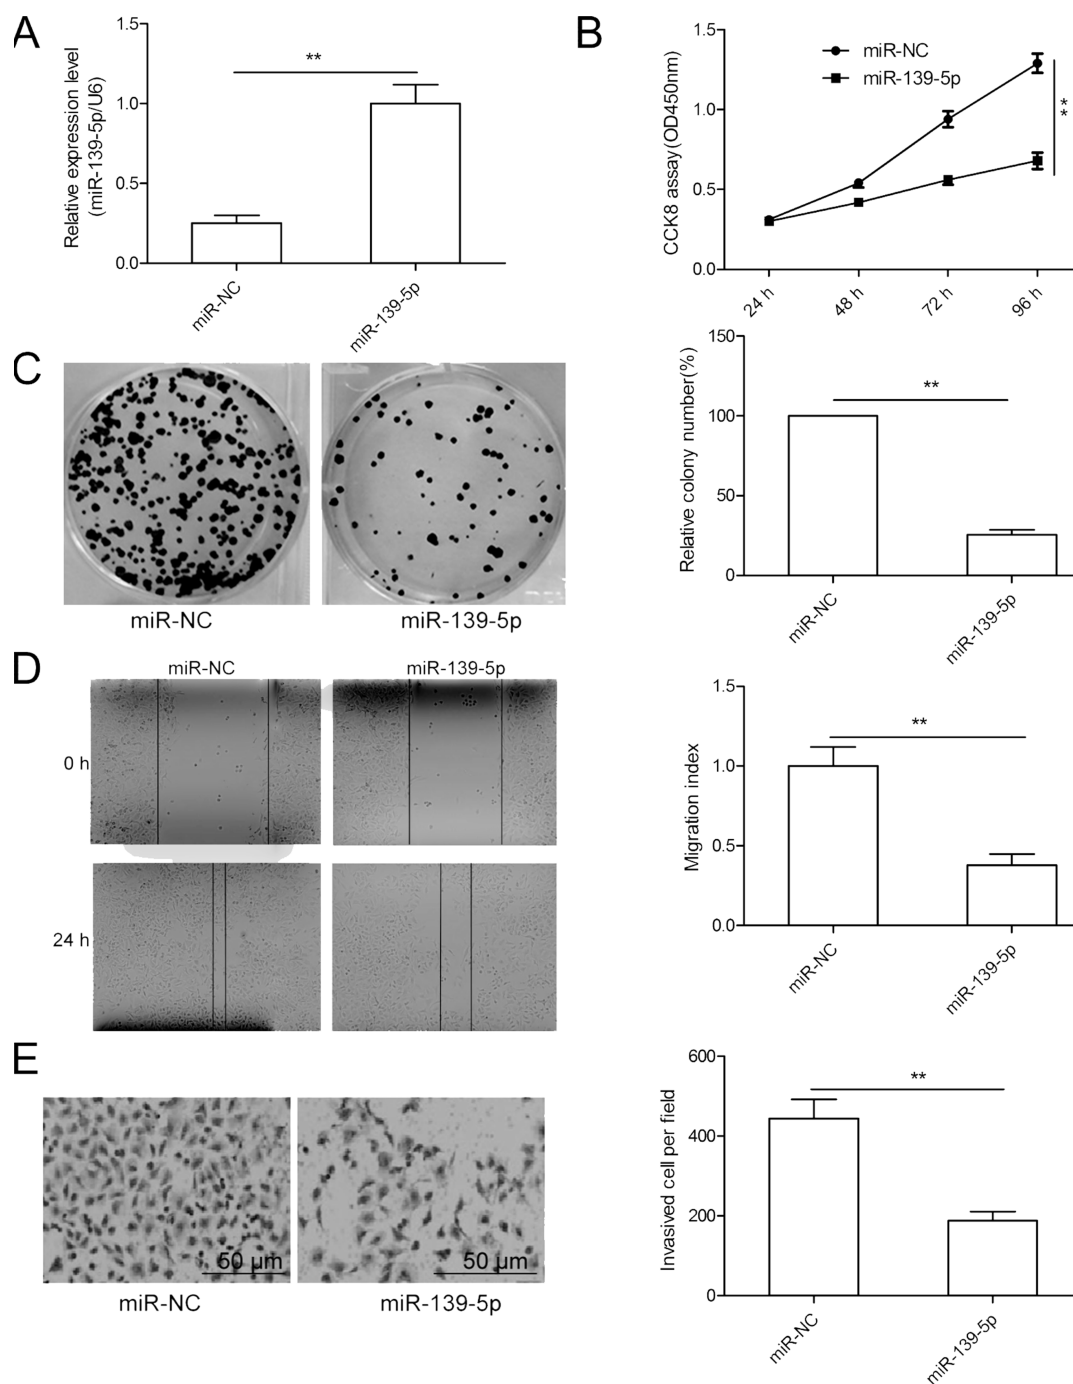 A
Relative expression level
(miR-139-5p/U6)
1.5
1.0
0.5
0.0
**
miR-NC
miR-139-5p
B
CCK8 assay(OD450nm)
1.5
1.0
0.5
0.0
miR-NC
miR-139-5p
**
24 h
48 h
72 h
96 h
C
miR-NC
miR-139-5p
Relative colony number(%)
150
100
50
0
**
miR-NC
miR-139-5p
D
miR-NC
miR-139-5p
0 h
24 h
Migration index
1.5
1.0
0.5
0.0
**
miR-NC
miR-139-5p
E
50 μm
50 μm
miR-NC
miR-139-5p
Invasived cell per field
600
400
200
0
**
miR-NC
miR-139-5p